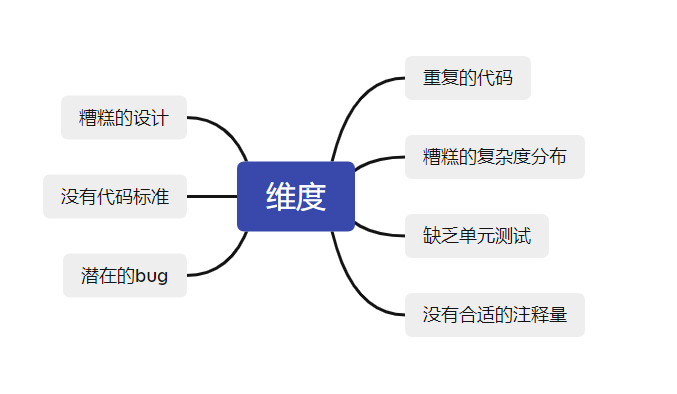 重复的代码
糟糕的设计
糟糕的复杂度分布
维度
没有代码标准
缺乏单元测试
潜在的bug
没有合适的注释量